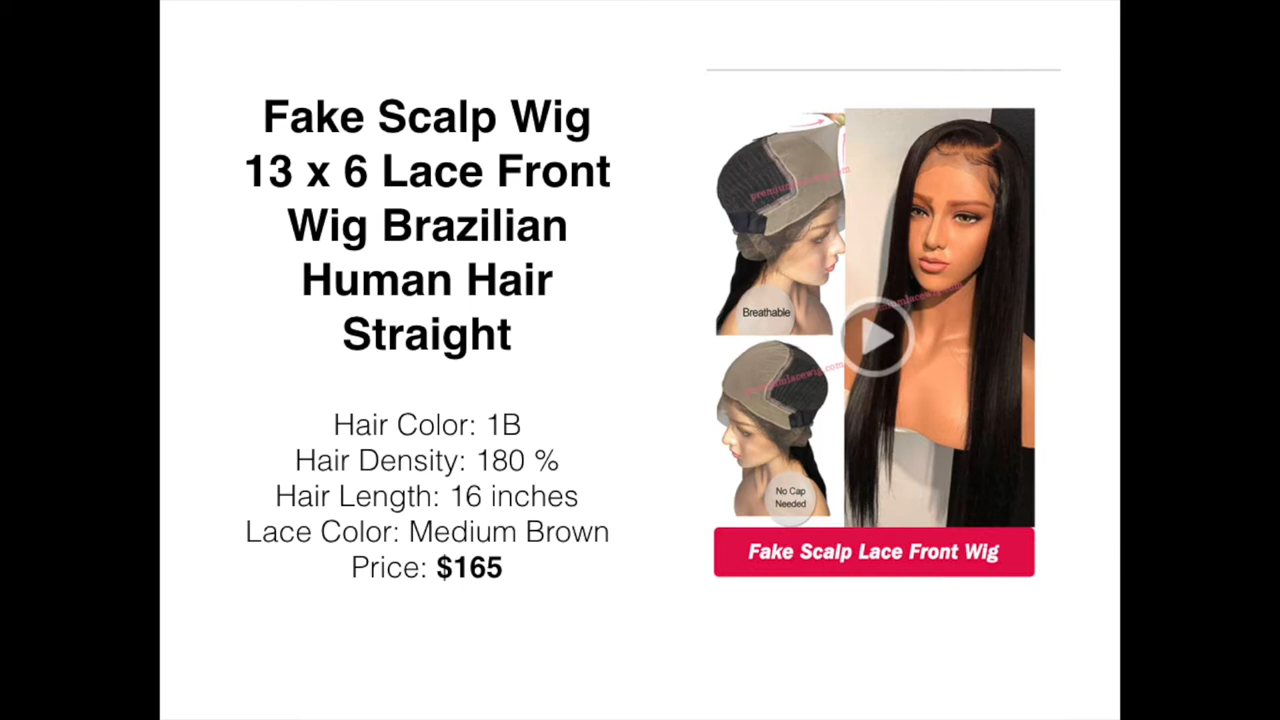 Fake Scalp Wig
13 x 6 Lace Front
Wig Brazilian
Human Hair
Straight
Hair Color: 1B
Hair Density: 180 %
Hair Length: 16 inches
Lace Color: Medium Brown
Price: $165
Breathable
No Cap
Needed
Fake Scalp Lace Front Wig